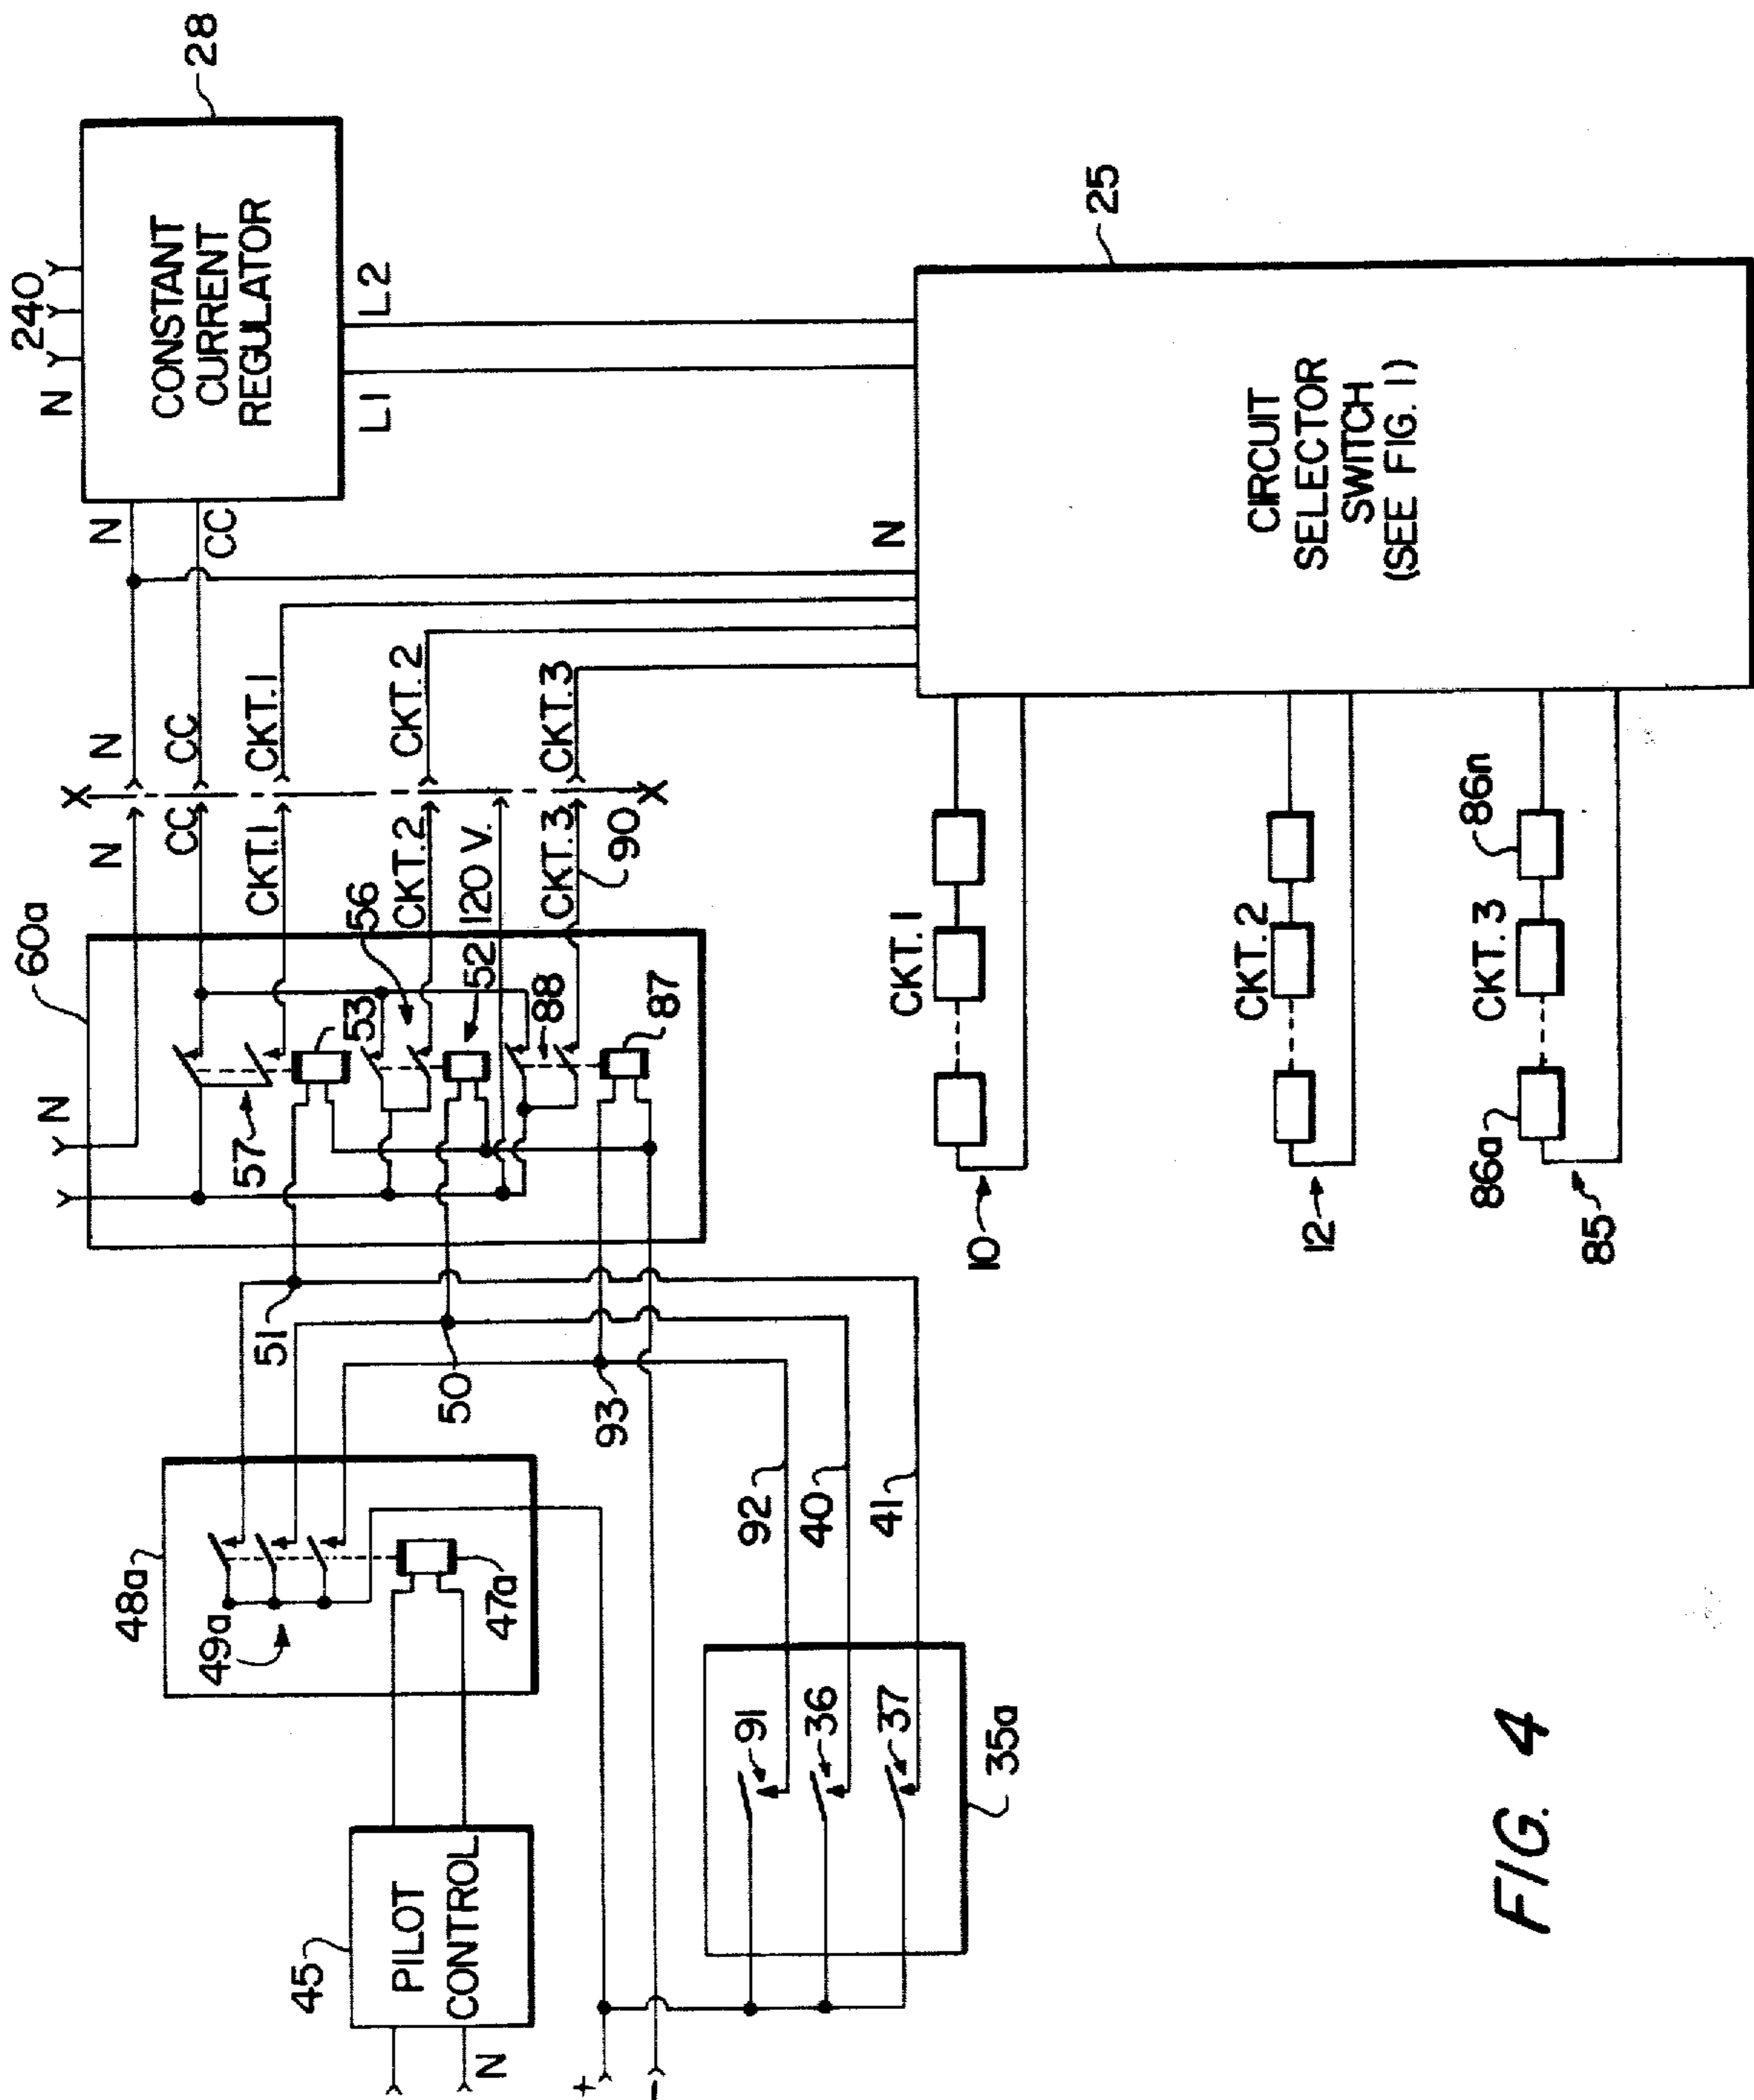 240
N
28
CONSTANT
CURRENT
REGULATOR
L1
L2
N
CC
X
N
N
CC
CC
CKT.1
CKT.1
CKT.2
CKT.2
120 V.
CKT.3
CKT.3
90
X
60a
N
57
53
56
52
88
87
51
50
93
48a
49a
47a
45
PILOT
CONTROL
N
+
-
92
40
41
91
36
37
35a
25
N
CIRCUIT
SELECTOR
SWITCH
(SEE FIG. 1)
CKT.1
10
CKT.2
12
CKT. 3
86n
86a
85
FIG. 4